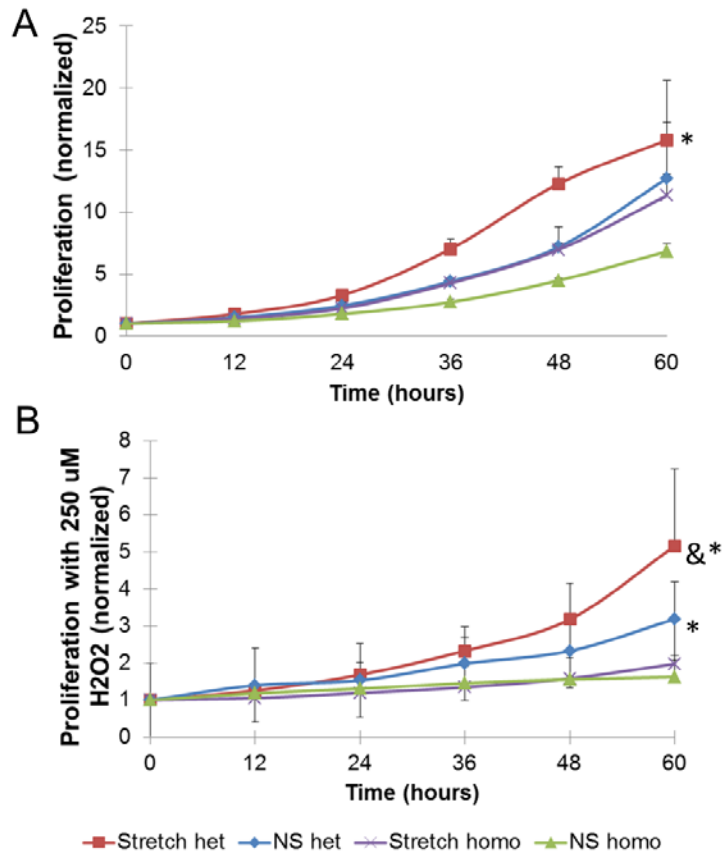 A
Proliferation (normalized)
25
20
15
10
5
0
*
0 12 24 36 48 60
Time (hours)
B
Proliferation with 250 uM
H2O2 (normalized)
8
7
6
5
4
3
2
1
0
&*
*
0 12 24 36 48 60
Time (hours)
Stretch het NS het Stretch homo NS homo